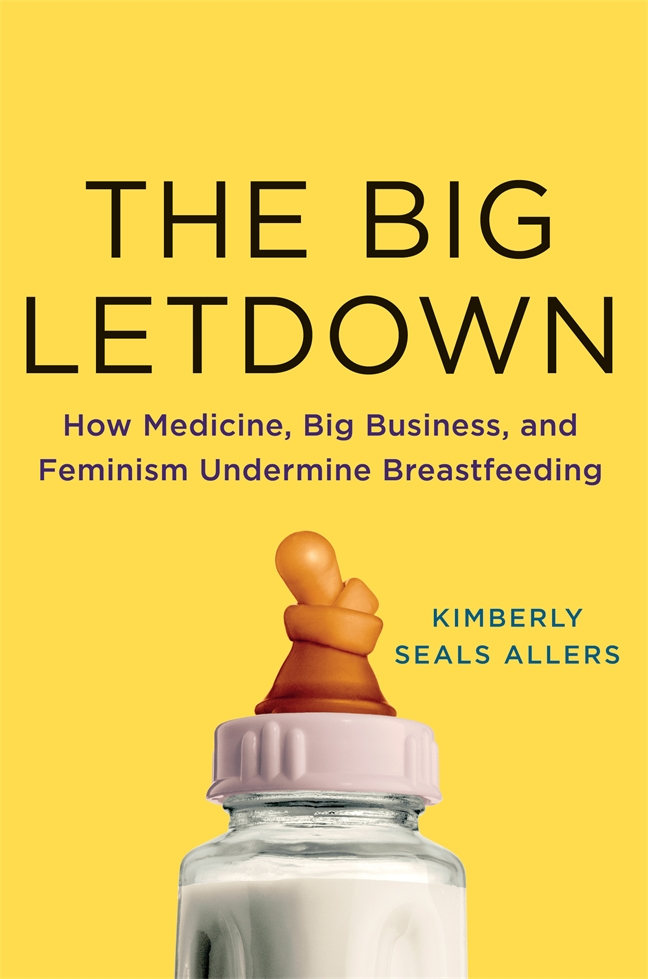 THE BIG
LETDOWN
How Medicine, Big Business, and
Feminism Undermine Breastfeeding
KIMBERLY
SEALS ALLERS